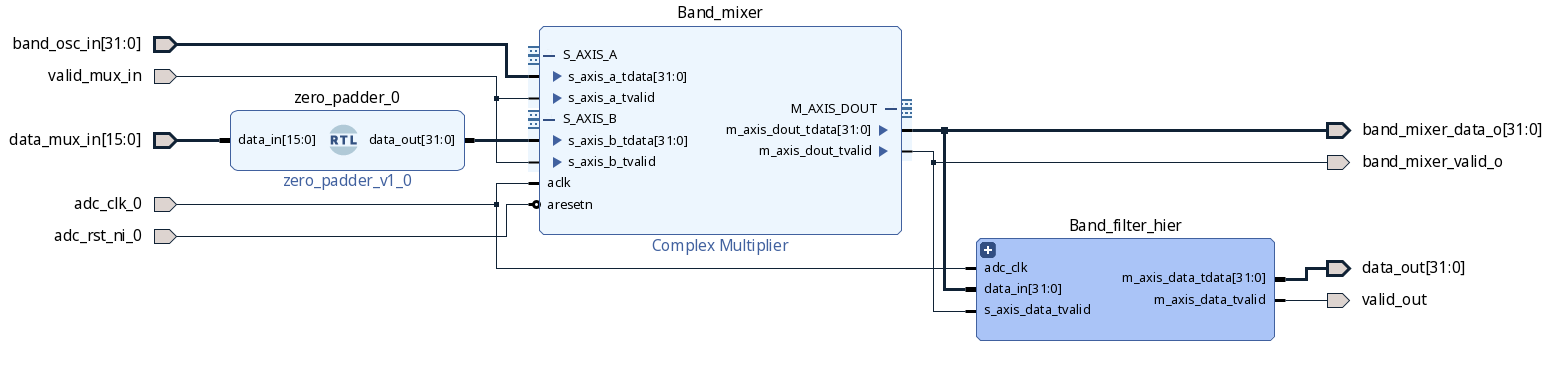 Band_mixer
band_osc_in[31:0]
valid_mux_in
data_mux_in[15:0]
adc_clk_0
adc_rst_ni_0
zero_padder_0
data_in[15:0]
RTL
data_out[31:0]
zero_padder_v1_0
S_AXIS_A
s_axis_a_tdata[31:0]
s_axis_a_tvalid
S_AXIS_B
s_axis_b_tdata[31:0]
s_axis_b_tvalid
aclk
aresetn
M_AXIS_DOUT
m_axis_dout_tdata[31:0]
m_axis_dout_tvalid
Complex Multiplier
band_mixer_data_o[31:0]
band_mixer_valid_o
Band_filter_hier
adc_clk
data_in[31:0]
s_axis_data_tvalid
m_axis_data_tdata[31:0]
m_axis_data_tvalid
data_out[31:0]
valid_out